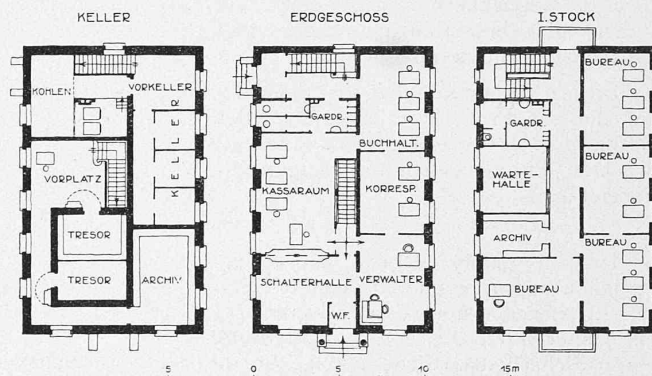 KELLER
KOHLEN
VORKELLER
KELLER
VORPLATZ
TRESOR
TRESOR
ARCHIV
ERDGESCHOSS
GARDR.
BUCHHALT.
KASSARAUM
KORRESP.
SCHALTERHALLE
VERWALTER
W.F.
I.STOCK
BUREAU
GARDR.
BUREAU
WARTE-
HALLE
ARCHIV
BUREAU
BUREAU
5 0 5 10 15m